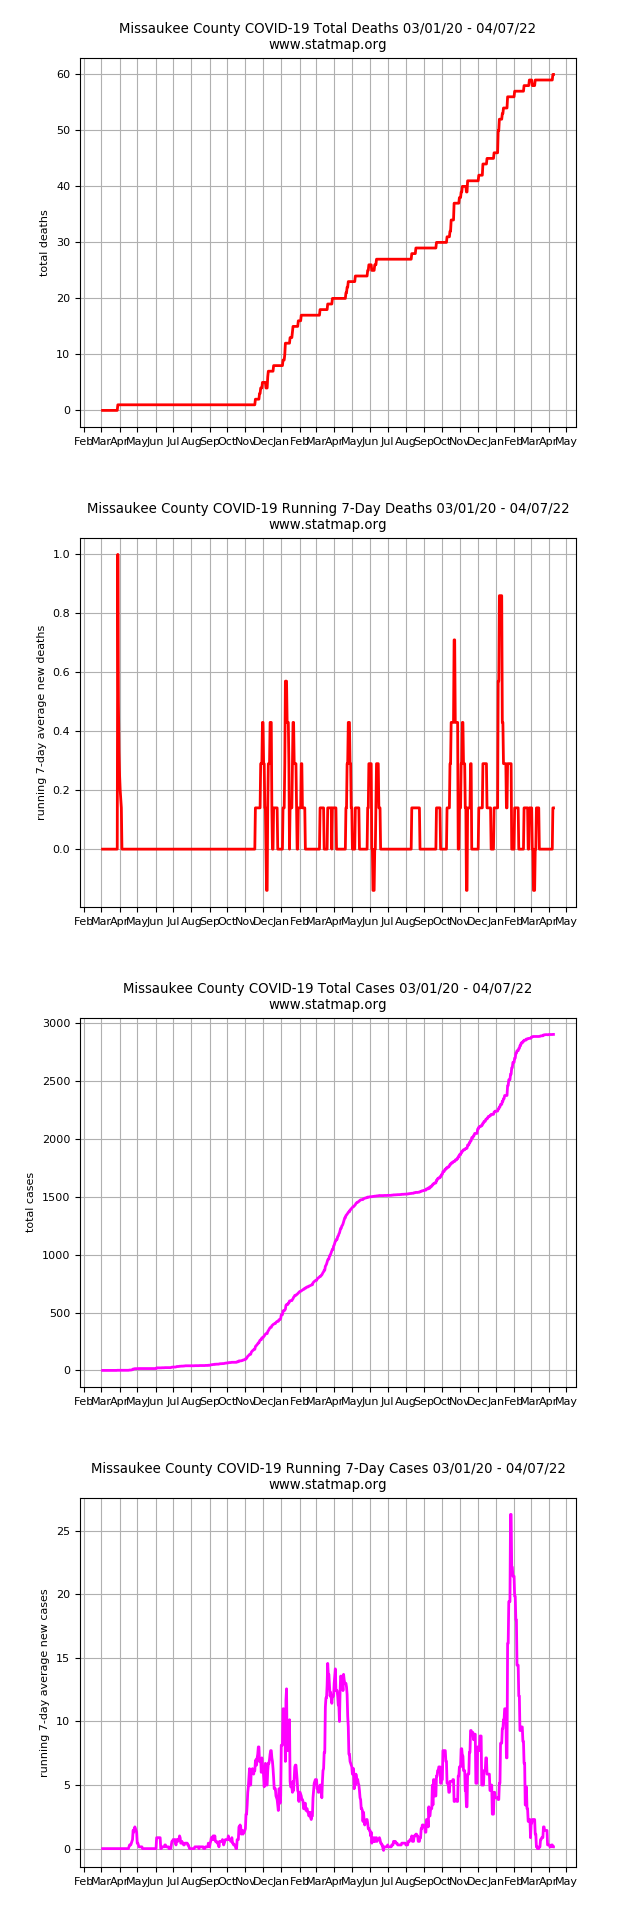 Missaukee County COVID-19 Total Deaths 03/01/20 - 04/07/22
www.statmap.org
60
50
40
30
20
10
0
total deaths
Feb Mar Apr May Jun Jul Aug Sep Oct Nov Dec Jan Feb Mar Apr May Jun Jul Aug Sep Oct Nov Dec Jan Feb Mar Apr May
Missaukee County COVID-19 Running 7-Day Deaths 03/01/20 - 04/07/22
www.statmap.org
1.0
0.8
0.6
0.4
0.2
0.0
running 7-day average new deaths
Feb Mar Apr May Jun Jul Aug Sep Oct Nov Dec Jan Feb Mar Apr May Jun Jul Aug Sep Oct Nov Dec Jan Feb Mar Apr May
Missaukee County COVID-19 Total Cases 03/01/20 - 04/07/22
www.statmap.org
3000
2500
2000
1500
1000
500
0
total cases
Feb Mar Apr May Jun Jul Aug Sep Oct Nov Dec Jan Feb Mar Apr May Jun Jul Aug Sep Oct Nov Dec Jan Feb Mar Apr May
Missaukee County COVID-19 Running 7-Day Cases 03/01/20 - 04/07/22
www.statmap.org
25
20
15
10
5
0
running 7-day average new cases
Feb Mar Apr May Jun Jul Aug Sep Oct Nov Dec Jan Feb Mar Apr May Jun Jul Aug Sep Oct Nov Dec Jan Feb Mar Apr May